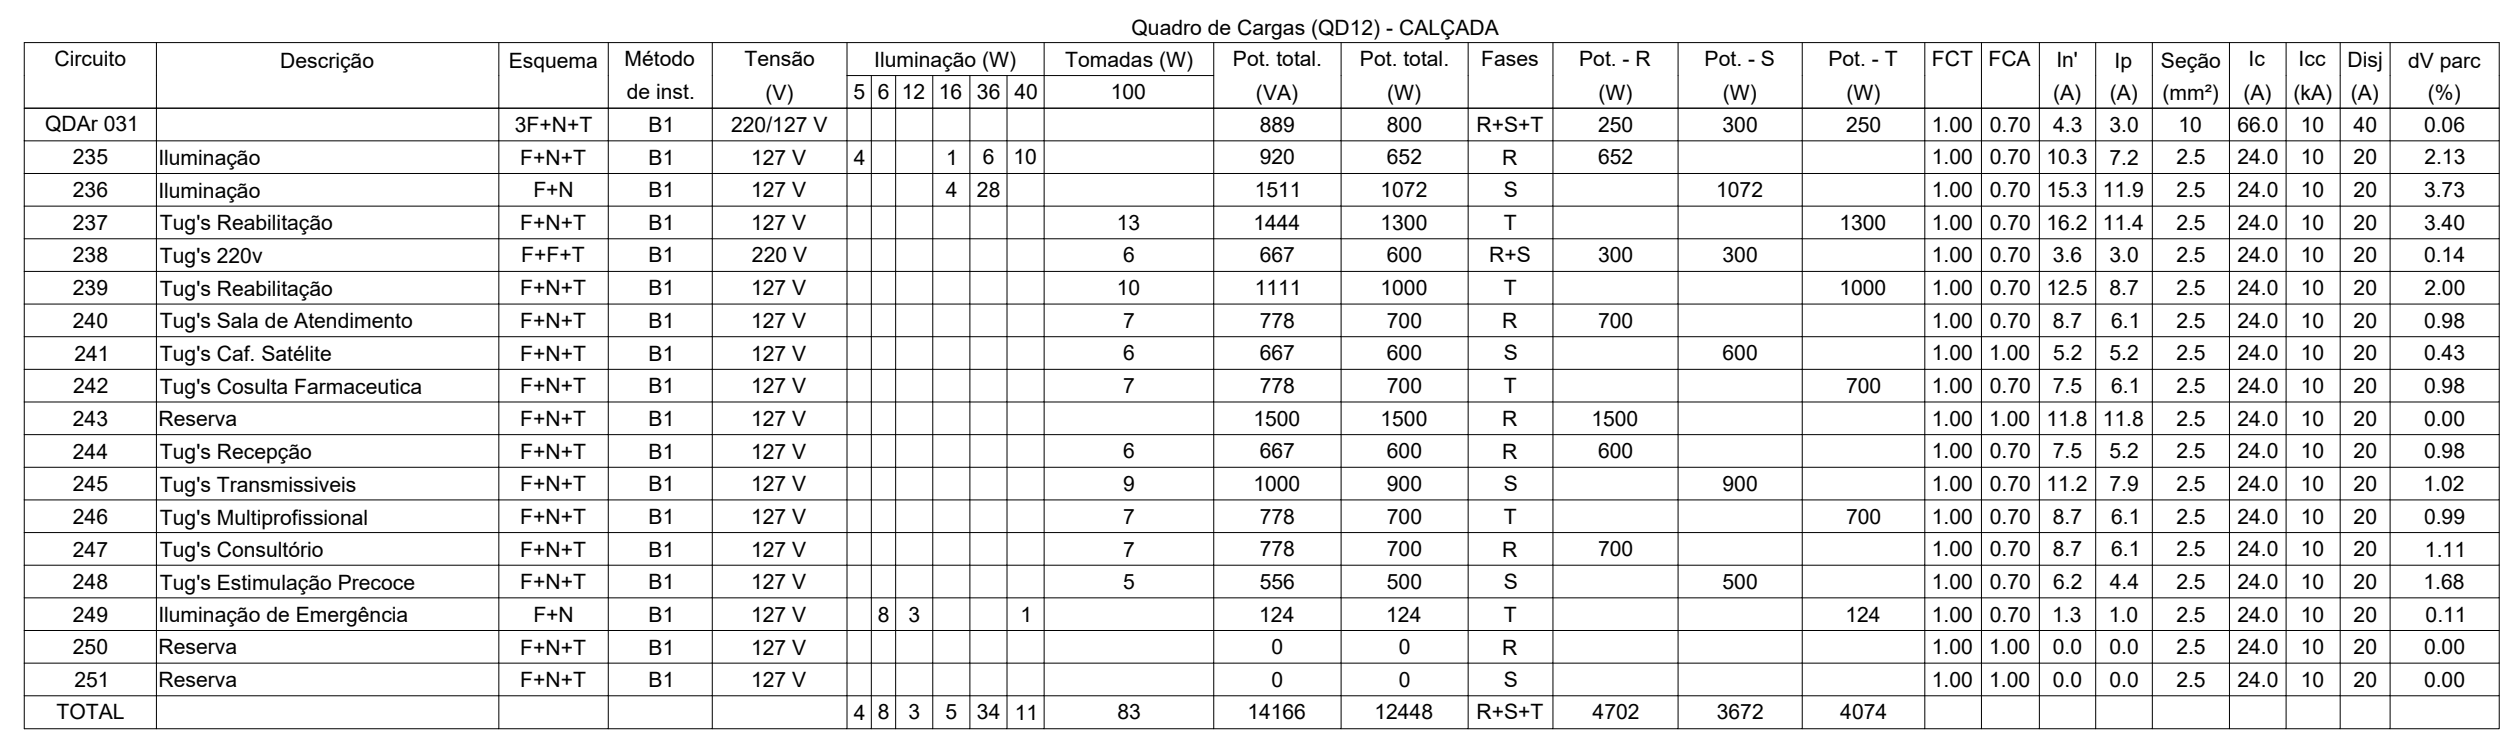 Quadro de Cargas (QD12) - CALÇADA
Circuito Descrição Esquema Método Tensão Iluminação (W) Tomadas (W) Pot. total. Pot. total. Fases Pot. - R Pot. - S Pot. - T FCT FCA In' Ip Seção Ic Icc Disj dV parc
de inst. (V) 5 6 12 16 36 40 100 (VA) (W) (W) (W) (W) (A) (A) (mm²) (A) (kA) (A) (%)
QDAr 031 3F+N+T B1 220/127 V 889 800 R+S+T 250 300 250 1.00 0.70 4.3 3.0 10 66.0 10 40 0.06
235 Iluminação F+N+T B1 127 V 4 1 6 10 920 652 R 652 1.00 0.70 10.3 7.2 2.5 24.0 10 20 2.13
236 Iluminação F+N B1 127 V 4 28 1511 1072 S 1072 1.00 0.70 15.3 11.9 2.5 24.0 10 20 3.73
237 Tug's Reabilitação F+N+T B1 127 V 13 1444 1300 T 1300 1.00 0.70 16.2 11.4 2.5 24.0 10 20 3.40
238 Tug's 220v F+F+T B1 220 V 6 667 600 R+S 300 300 1.00 0.70 3.6 3.0 2.5 24.0 10 20 0.14
239 Tug's Reabilitação F+N+T B1 127 V 10 1111 1000 T 1000 1.00 0.70 12.5 8.7 2.5 24.0 10 20 2.00
240 Tug's Sala de Atendimento F+N+T B1 127 V 7 778 700 R 700 1.00 0.70 8.7 6.1 2.5 24.0 10 20 0.98
241 Tug's Caf. Satélite F+N+T B1 127 V 6 667 600 S 600 1.00 1.00 5.2 5.2 2.5 24.0 10 20 0.43
242 Tug's Cosulta Farmaceutica F+N+T B1 127 V 7 778 700 T 700 1.00 0.70 7.5 6.1 2.5 24.0 10 20 0.98
243 Reserva F+N+T B1 127 V 1500 1500 R 1500 1.00 1.00 11.8 11.8 2.5 24.0 10 20 0.00
244 Tug's Recepção F+N+T B1 127 V 6 667 600 R 600 1.00 0.70 7.5 5.2 2.5 24.0 10 20 0.98
245 Tug's Transmissiveis F+N+T B1 127 V 9 1000 900 S 900 1.00 0.70 11.2 7.9 2.5 24.0 10 20 1.02
246 Tug's Multiprofissional F+N+T B1 127 V 7 778 700 T 700 1.00 0.70 8.7 6.1 2.5 24.0 10 20 0.99
247 Tug's Consultório F+N+T B1 127 V 7 778 700 R 700 1.00 0.70 8.7 6.1 2.5 24.0 10 20 1.11
248 Tug's Estimulação Precoce F+N+T B1 127 V 5 556 500 S 500 1.00 0.70 6.2 4.4 2.5 24.0 10 20 1.68
249 Iluminação de Emergência F+N B1 127 V 8 3 1 124 124 T 124 1.00 0.70 1.3 1.0 2.5 24.0 10 20 0.11
250 Reserva F+N+T B1 127 V 0 0 R 1.00 1.00 0.0 0.0 2.5 24.0 10 20 0.00
251 Reserva F+N+T B1 127 V 0 0 S 1.00 1.00 0.0 0.0 2.5 24.0 10 20 0.00
TOTAL 4 8 3 5 34 11 83 14166 12448 R+S+T 4702 3672 4074